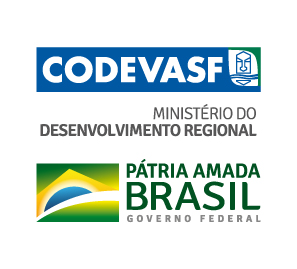 CODEVASF
MINISTÉRIO DO
DESENVOLVIMENTO REGIONAL
PÁTRIA AMADA
BRASIL
GOVERNO FEDERAL